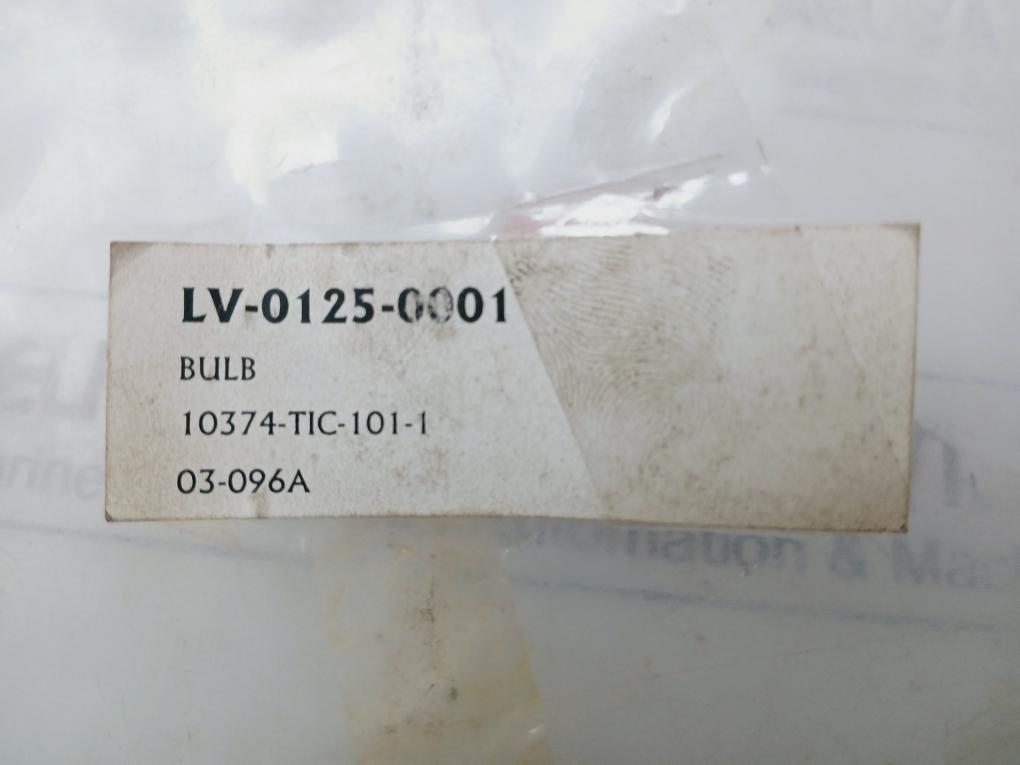 LV-0125-0001
BULB
10374-TIC-101-1
03-096A
&